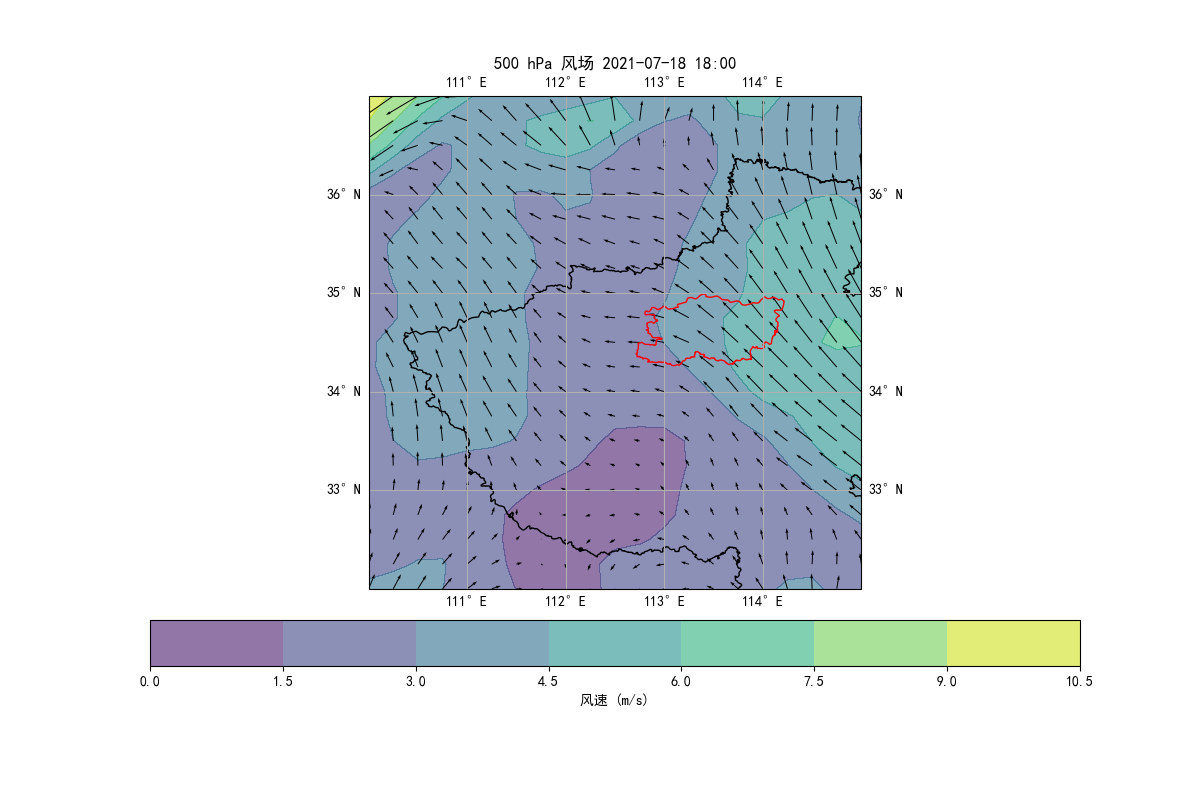 500 hPa 风场 2021-07-18 18:00
111° E 112° E 113° E 114° E
36° N 36° N
35° N 35° N
34° N 34° N
33° N 33° N
111° E 112° E 113° E 114° E
0.0 1.5 3.0 4.5 6.0 7.5 9.0 10.5
风速 (m/s)